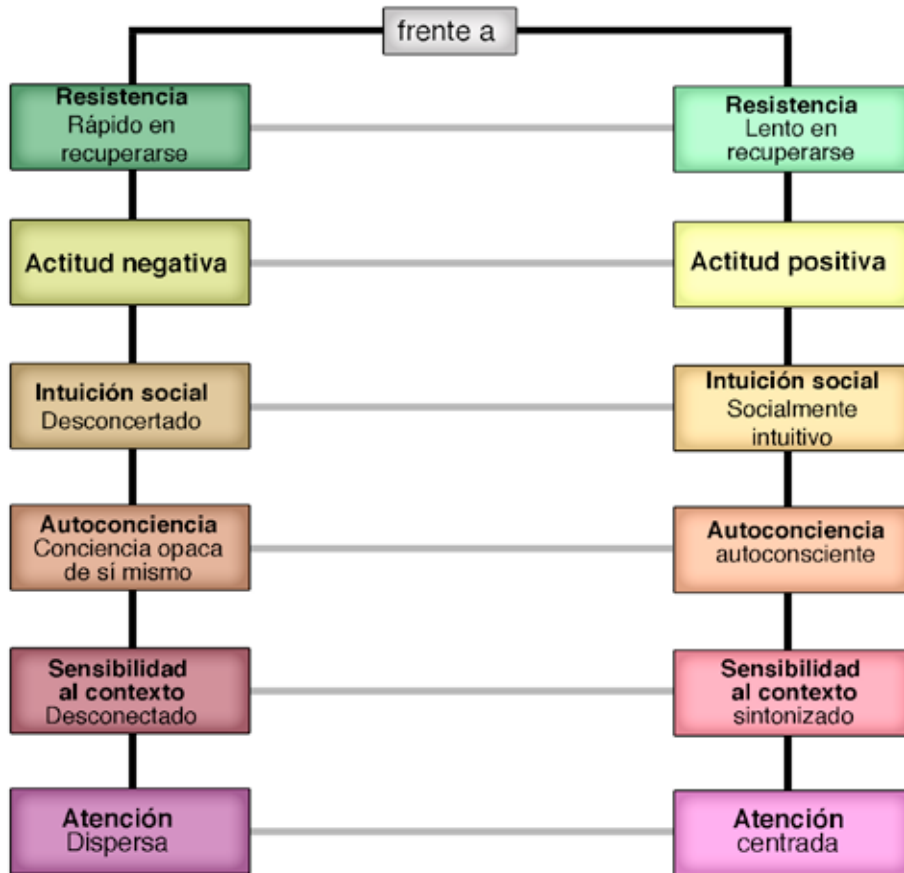 frente a
Resistencia
Rápido en
recuperarse
Resistencia
Lento en
recuperarse
Actitud negativa
Actitud positiva
Intuición social
Desconcertado
Intuición social
Socialmente
intuitivo
Autoconciencia
Conciencia opaca
de sí mismo
Autoconciencia
autoconsciente
Sensibilidad
al contexto
Desconectado
Sensibilidad
al contexto
sintonizado
Atención
Dispersa
Atención
centrada